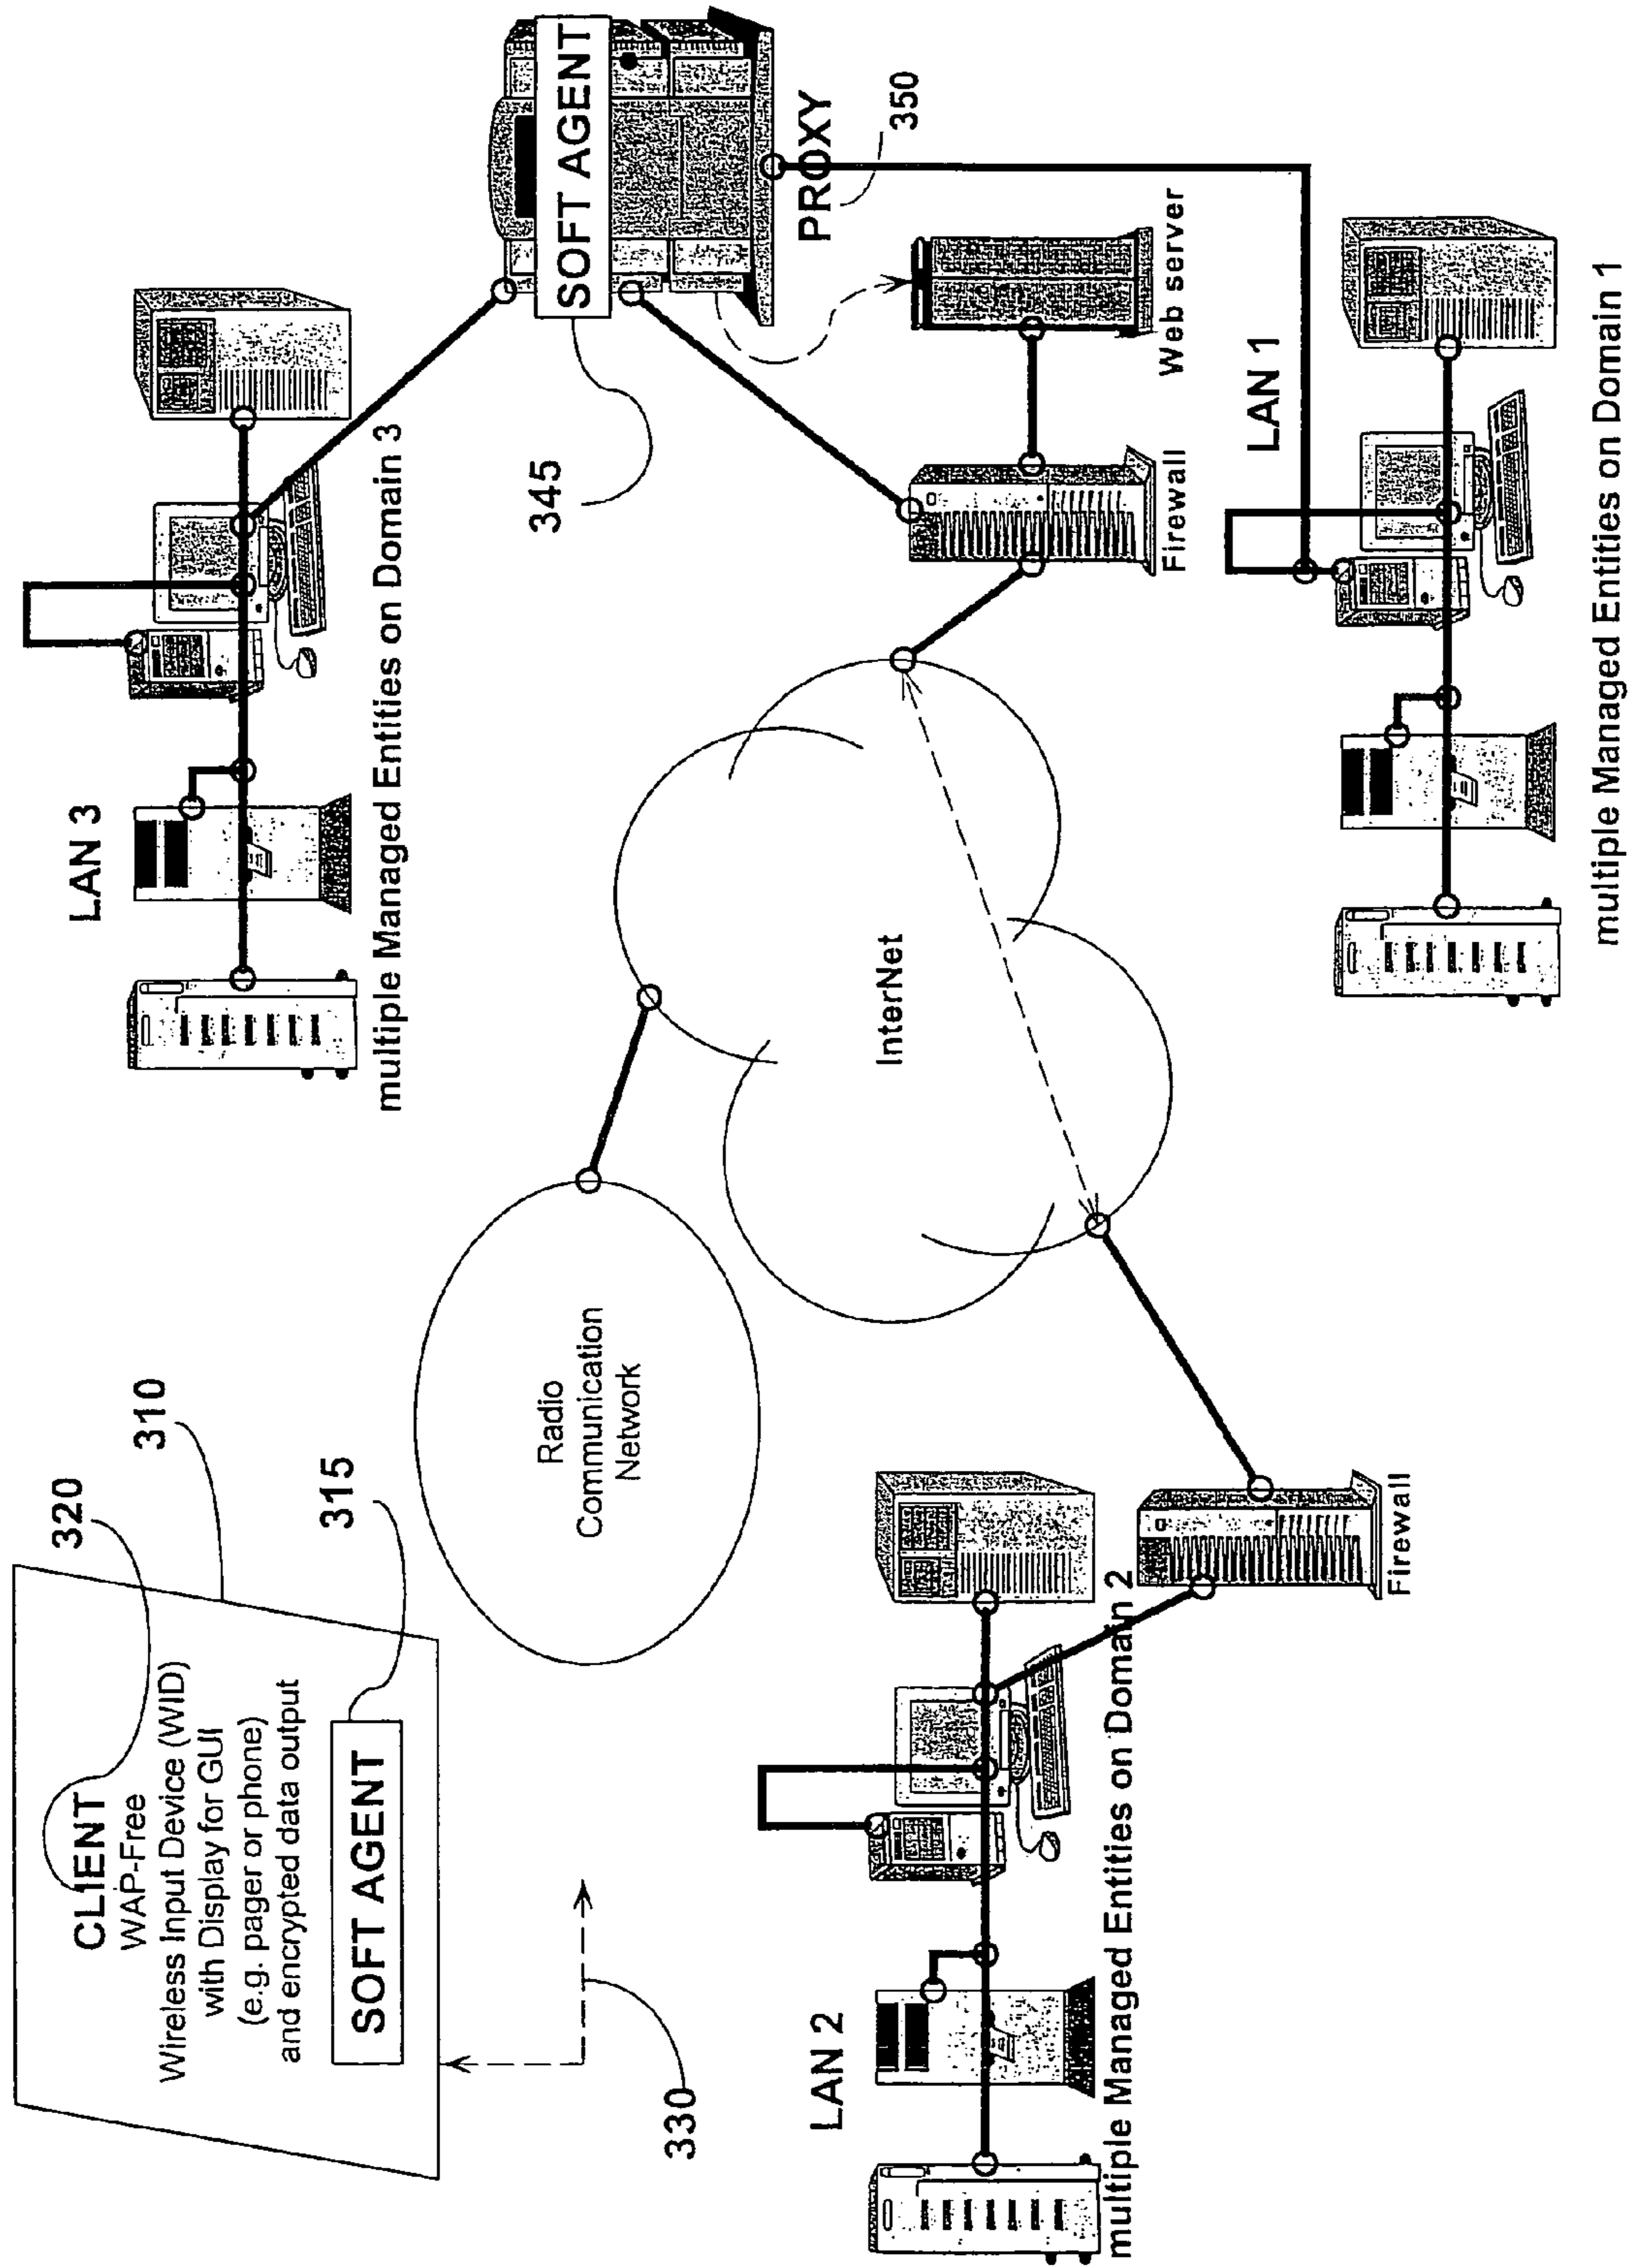 320
310
CLIENT
WAP-Free
Wireless Input Device (WID)
with Display for GUI
(e.g. pager or phone)
and encrypted data output
315
SOFT AGENT
330
Radio
Communication
Network
LAN 3
multiple Managed Entities on Domain 3
SOFT AGENT
345
PROXY
350
InterNet
Web server
Firewall
LAN 2
multiple Managed Entities on Domain 2
Firewall
LAN 1
multiple Managed Entities on Domain 1